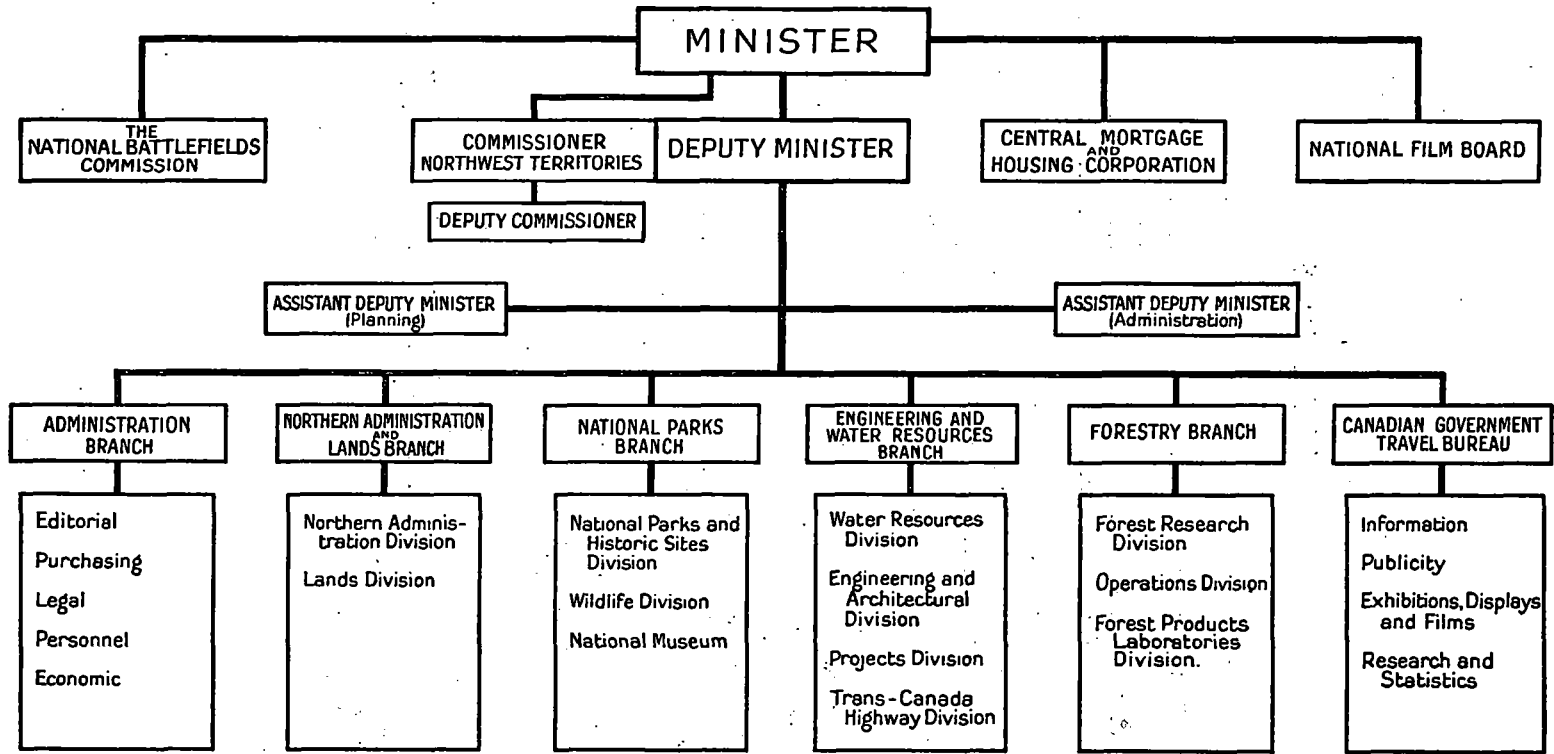 MINISTER
THE
NATIONAL BATTLEFIELDS
COMMISSION
COMMISSIONER
NORTHWEST TERRITORIES
DEPUTY MINISTER
CENTRAL MORTGAGE
AND
HOUSING CORPORATION
NATIONAL FILM BOARD
DEPUTY COMMISSIONER
ASSISTANT DEPUTY MINISTER
(Planning)
ASSISTANT DEPUTY MINISTER
(Administration)
ADMINISTRATION
BRANCH
NORTHERN ADMINISTRATION
AND
LANDS BRANCH
NATIONAL PARKS
BRANCH
ENGINEERING AND
WATER RESOURCES
BRANCH
FORESTRY BRANCH
CANADIAN GOVERNMENT
TRAVEL BUREAU
Editorial
Purchasing
Legal
Personnel
Economic
Northern Adminis-
tration Division
Lands Division
National Parks and
Historic Sites
Division
Wildlife Division
National Museum
Water Resources
Division
Engineering and
Architectural
Division
Projects Division
Trans-Canada
Highway Division
Forest Research
Division
Operations Division
Forest Products
Laboratories
Division.
Information
Publicity
Exhibitions, Displays
and Films
Research and
Statistics